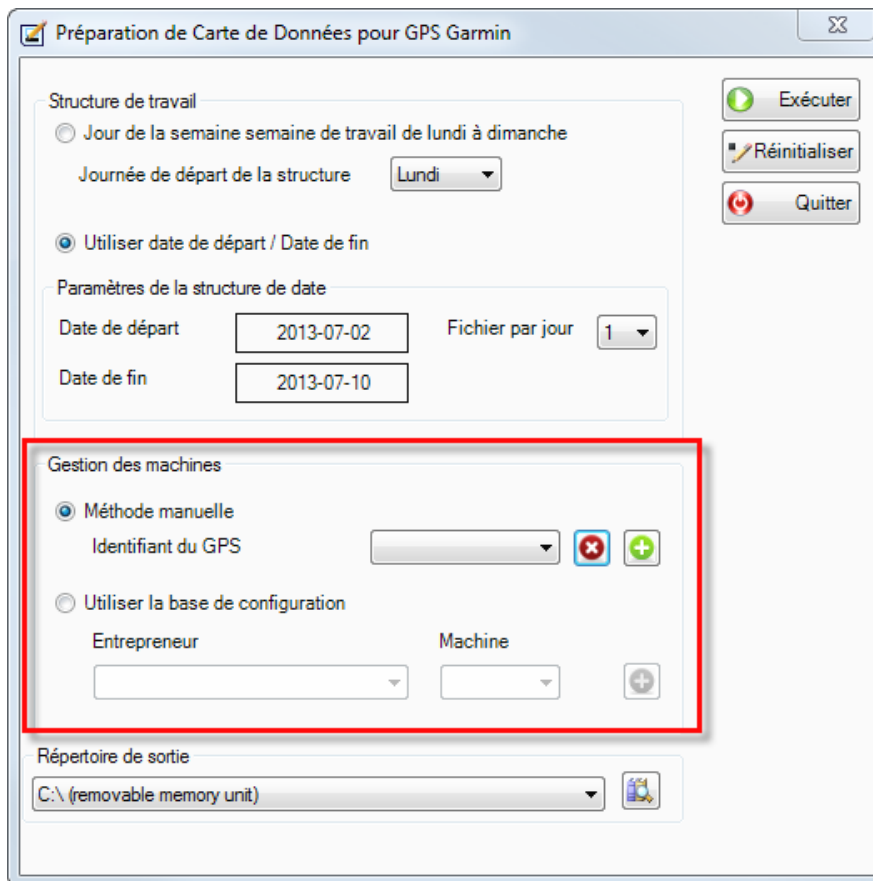 Préparation de Carte de Données pour GPS Garmin
Structure de travail
Jour de la semaine semaine de travail de lundi à dimanche
Journée de départ de la structure Lundi
Utiliser date de départ / Date de fin
Paramètres de la structure de date
Date de départ 2013-07-02 Fichier par jour 1
Date de fin 2013-07-10
Exécuter
Réinitialiser
Quitter
Gestion des machines
Méthode manuelle
Identifiant du GPS
Utiliser la base de configuration
Entrepreneur Machine
Répertoire de sortie
C:\ (removable memory unit)